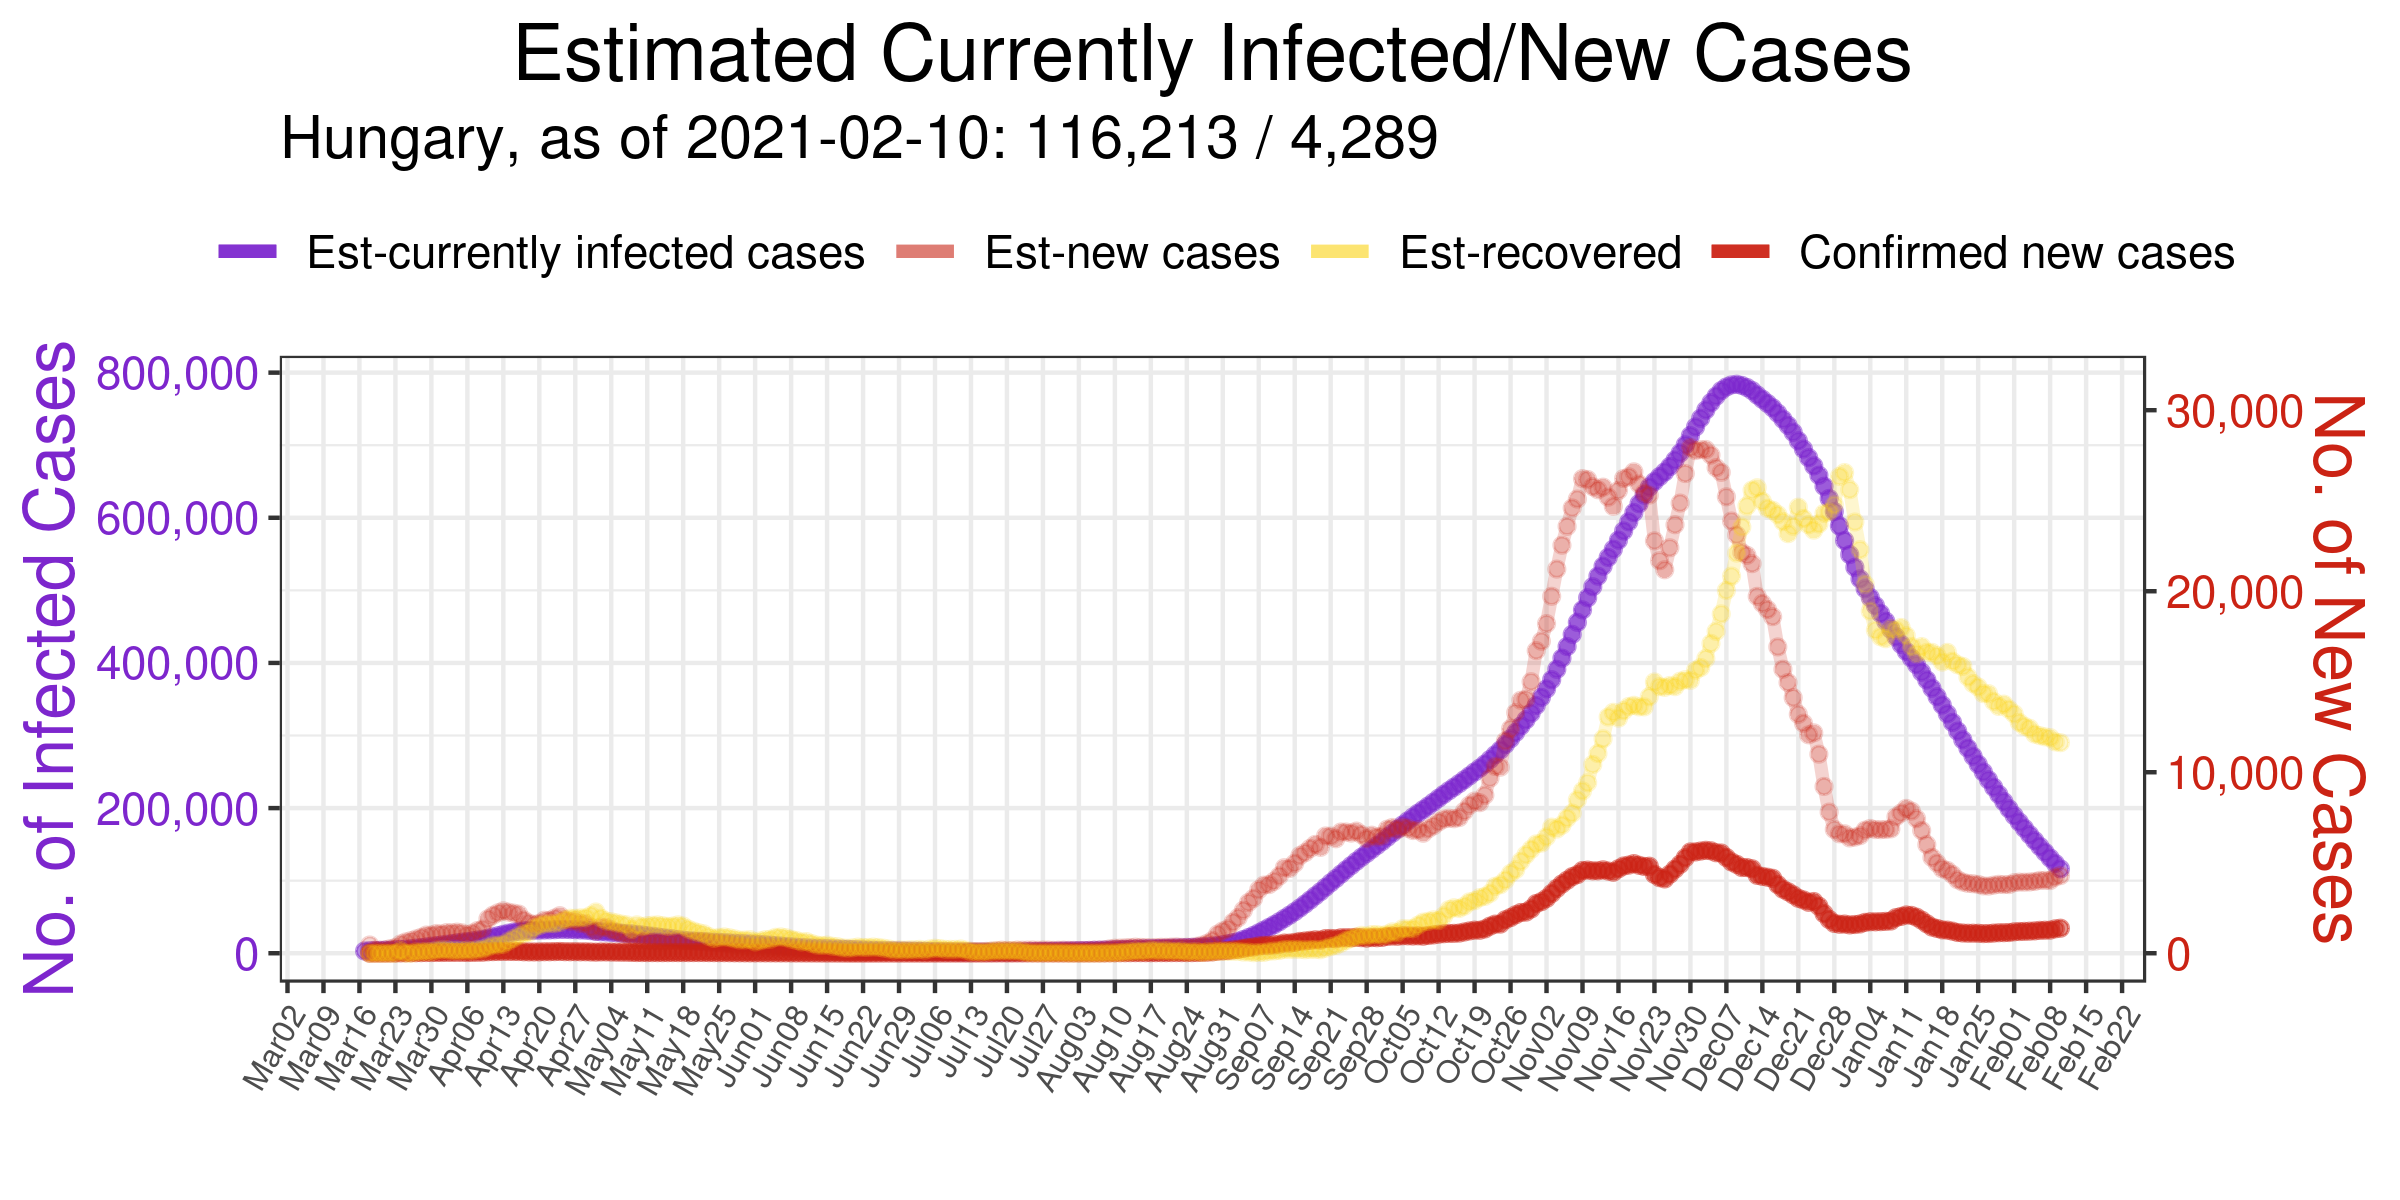 Estimated Currently Infected/New Cases
Hungary, as of 2021-02-10: 116,213 / 4,289
Est-currently infected cases Est-new cases Est-recovered Confirmed new cases
No. of Infected Cases
800,000
600,000
400,000
200,000
0
30,000
20,000
10,000
0
No. of New Cases
Mar02 Mar09 Mar16 Mar23 Mar30 Apr06 Apr13 Apr20 Apr27 May04 May11 May18 May25 Jun01 Jun08 Jun15 Jun22 Jun29 Jul06 Jul13 Jul20 Jul27 Aug03 Aug10 Aug17 Aug24 Aug31 Sep07 Sep14 Sep21 Sep28 Oct05 Oct12 Oct19 Oct26 Nov02 Nov09 Nov16 Nov23 Nov30 Dec07 Dec14 Dec21 Dec28 Jan04 Jan11 Jan18 Jan25 Feb01 Feb08 Feb15 Feb22